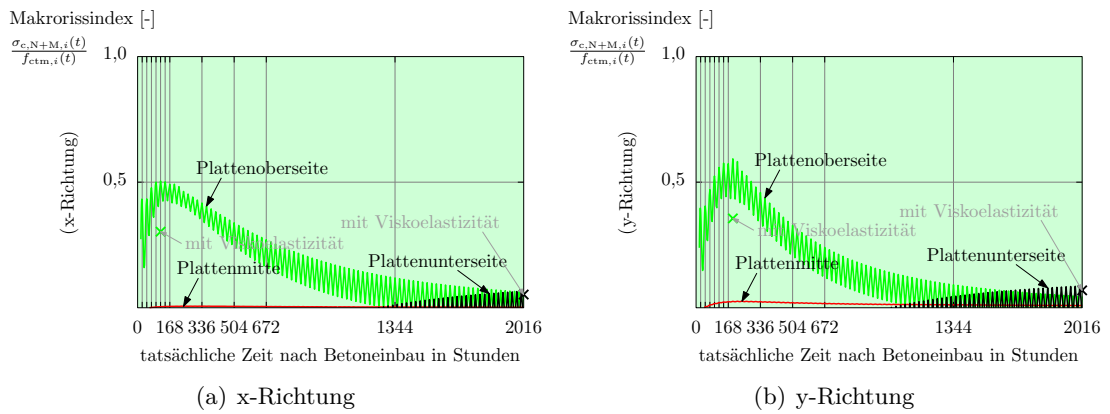 Makrorissindex [-]
σc,N+M,i(t)
fctm,i(t)
1,0
(x-Richtung)
0,5
Plattenoberseite
mit Viskoelastizität
mit Viskoelastizität
Plattenmitte
Plattenunterseite
0 168 336 504 672 1344 2016
tatsächliche Zeit nach Betoneinbau in Stunden
(a) x-Richtung
Makrorissindex [-]
σc,N+M,i(t)
fctm,i(t)
1,0
(y-Richtung)
0,5
Plattenoberseite
mit Viskoelastizität
mit Viskoelastizität
Plattenunterseite
Plattenmitte
0 168 336 504 672 1344 2016
tatsächliche Zeit nach Betoneinbau in Stunden
(b) y-Richtung